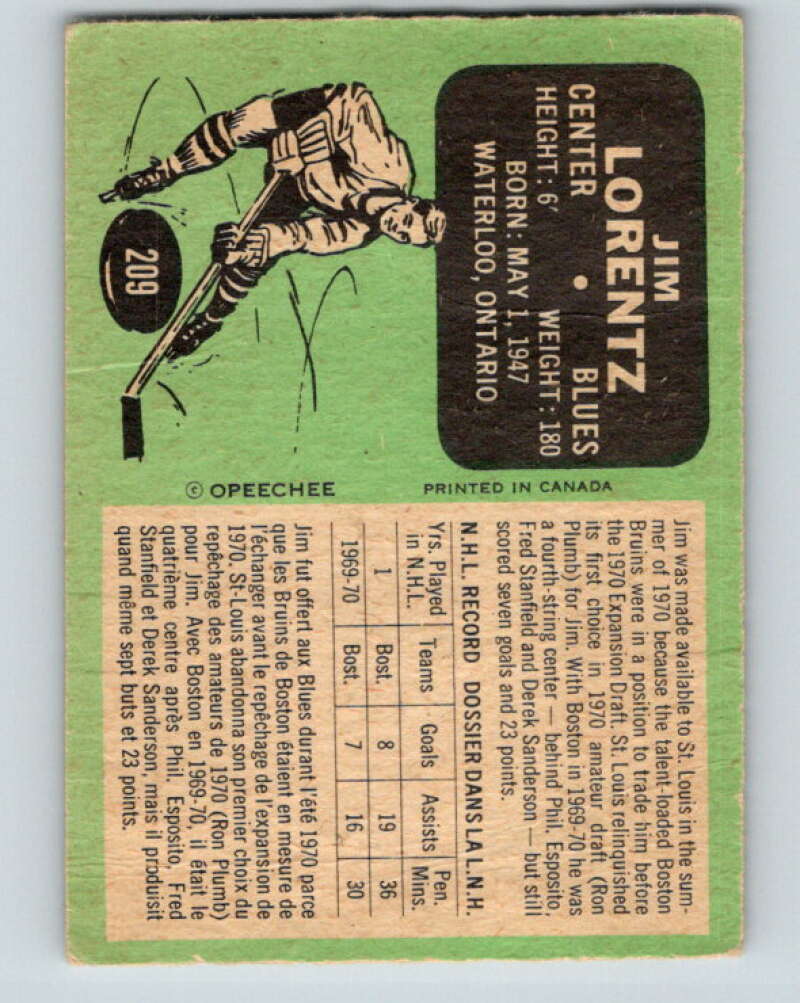 JIM
LORENTZ
CENTER • BLUES
HEIGHT: 6' WEIGHT: 180
BORN: MAY 1, 1947
WATERLOO, ONTARIO
209
© OPEECHEE
PRINTED IN CANADA
Jim was made available to St. Louis in the sum-
mer of 1970 because the talent-loaded Boston
Bruins were in a position to trade him before
the 1970 Expansion Draft. St. Louis relinquished
its first choice in 1970 amateur draft (Ron
Plumb) for Jim. With Boston in 1969-70 he was
a fourth-string center — behind Phil. Esposito,
Fred Stanfield and Derek Sanderson — but still
scored seven goals and 23 points.
N.H.L. RECORD DOSSIER DANS LA L.N.H.
Yrs. Played in N.H.L. Teams Goals Assists Pen. Mins.
1 Bost. 8 19 36
1969-70 Bost. 7 16 30
Jim fut offert aux Blues durant l'été 1970 parce
que les Bruins de Boston étaient en mesure de
l'échanger avant le repêchage de l'expansion de
1970. St-Louis abandonna son premier choix du
repêchage des amateurs de 1970 (Ron Plumb)
pour Jim. Avec Boston en 1969-70, il était le
quatrième centre après Phil. Esposito, Fred
Stanfield et Derek Sanderson, mais il produisit
quand même sept buts et 23 points.